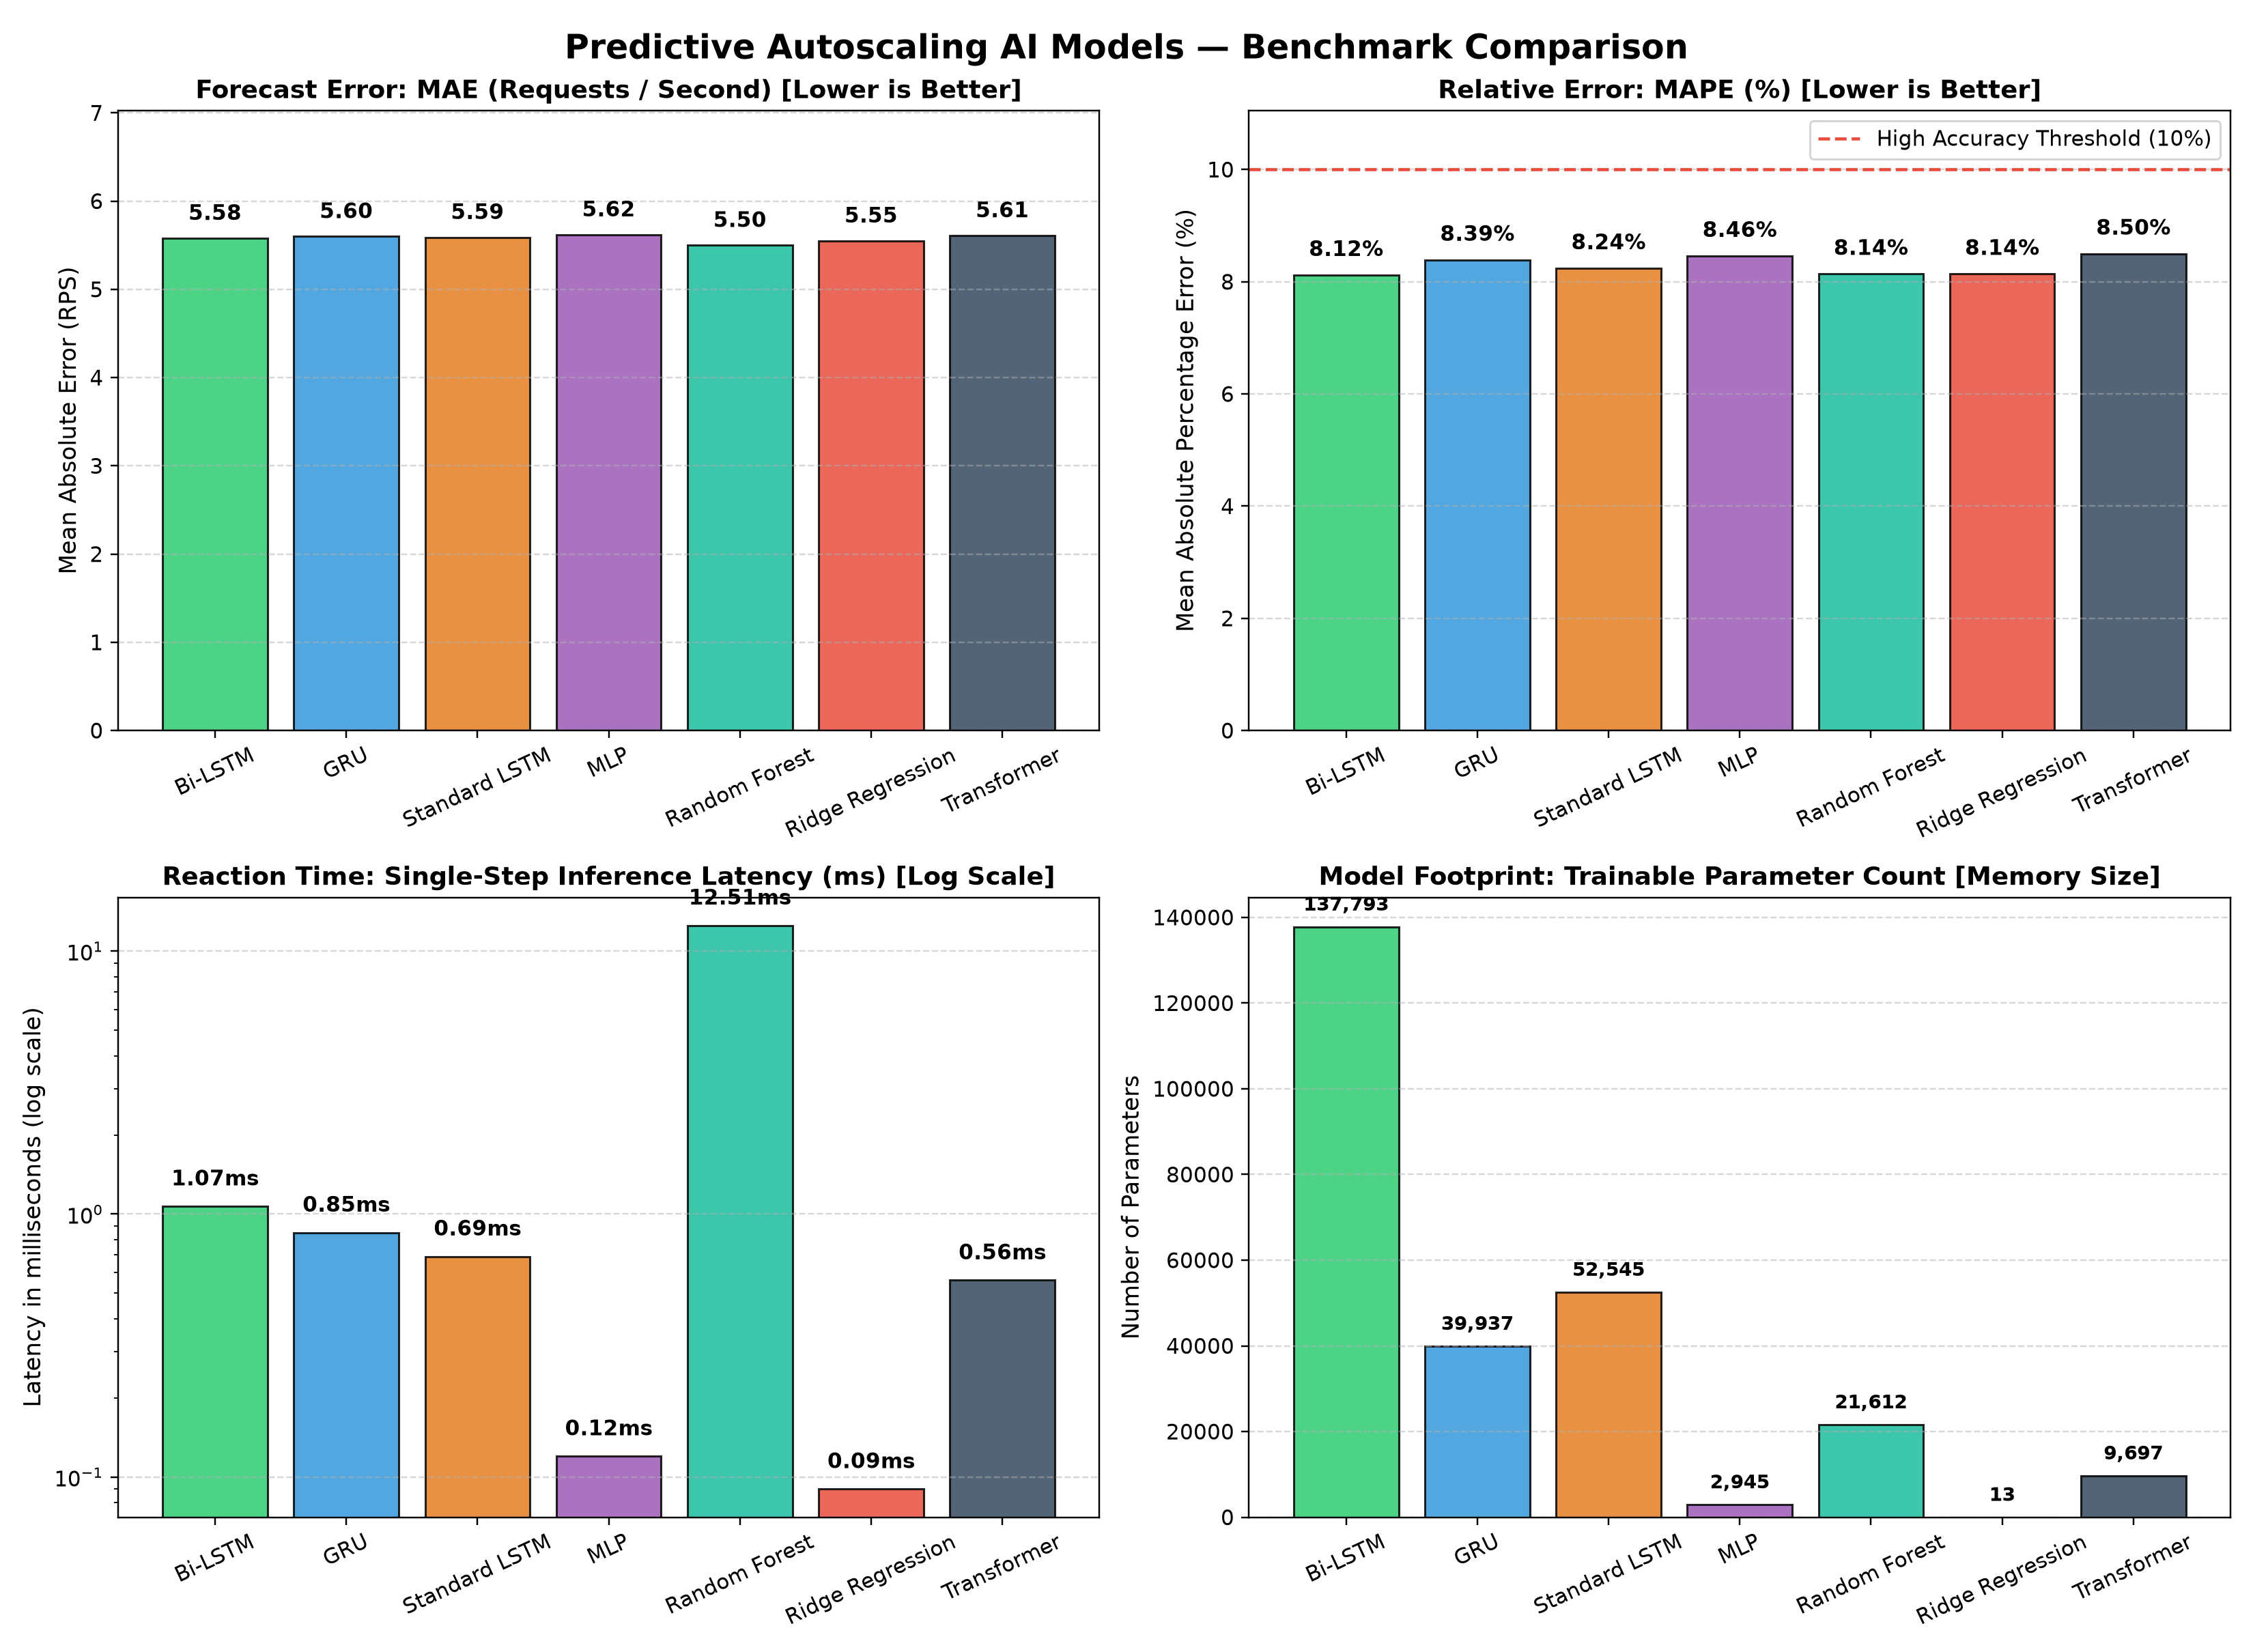 Predictive Autoscaling AI Models — Benchmark Comparison
Forecast Error: MAE (Requests / Second) [Lower is Better]
Mean Absolute Error (RPS)
7
6
5
4
3
2
1
0
5.58
5.60
5.59
5.62
5.50
5.55
5.61
Bi-LSTM
GRU
Standard LSTM
MLP
Random Forest
Ridge Regression
Transformer
Relative Error: MAPE (%) [Lower is Better]
High Accuracy Threshold (10%)
Mean Absolute Percentage Error (%)
10
8
6
4
2
0
8.12%
8.39%
8.24%
8.46%
8.14%
8.14%
8.50%
Bi-LSTM
GRU
Standard LSTM
MLP
Random Forest
Ridge Regression
Transformer
Reaction Time: Single-Step Inference Latency (ms) [Log Scale]
Latency in milliseconds (log scale)
10¹
10⁰
10⁻¹
1.07ms
0.85ms
0.69ms
0.12ms
12.51ms
0.09ms
0.56ms
Bi-LSTM
GRU
Standard LSTM
MLP
Random Forest
Ridge Regression
Transformer
Model Footprint: Trainable Parameter Count [Memory Size]
Number of Parameters
140000
120000
100000
80000
60000
40000
20000
0
137,793
39,937
52,545
2,945
21,612
13
9,697
Bi-LSTM
GRU
Standard LSTM
MLP
Random Forest
Ridge Regression
Transformer